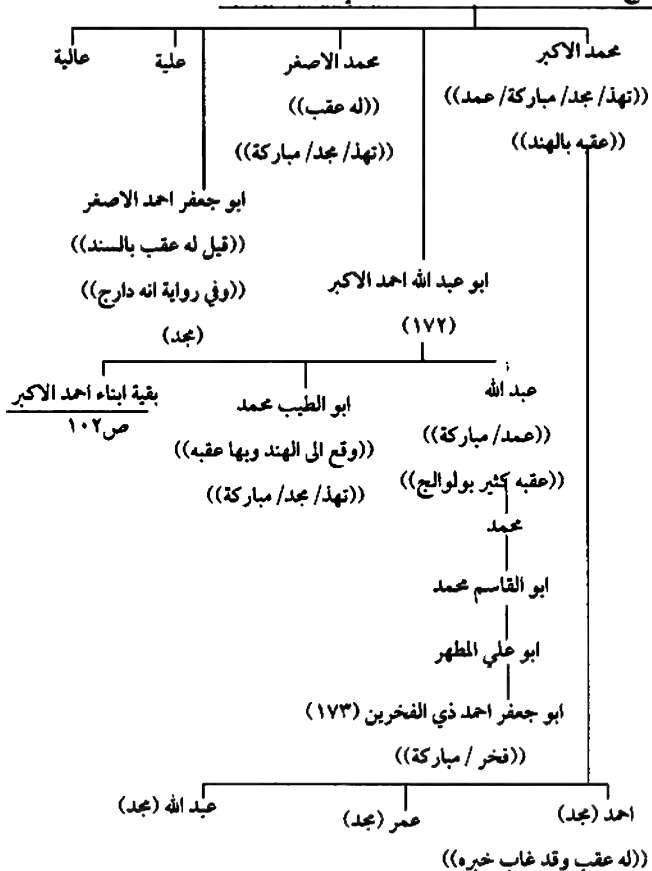 محمد الاكبر
((تهذ/ مجد/ مباركة/ عمد))
((عقبه بالهند))
محمد الاصغر
((له عقب))
((تهذ/ مجد/ مباركة))
علية
عالية
ابو جعفر احمد الاصغر
((قيل له عقب بالسند))
((وفي رواية انه دارج))
(مجد)
ابو عبد الله احمد الاكبر
(١٧٢)
عبد الله
((عمد/ مباركة))
((عقبه كثير بولوالج))
ابو الطيب محمد
((وقع الى الهند وبها عقبه))
((تهذ/ مجد/ مباركة))
بقية ابناء احمد الاكبر
ص١٠٢
محمد
ابو القاسم محمد
ابو علي المطهر
ابو جعفر احمد ذي الفخرين (١٧٣)
((فخر / مباركة))
احمد (مجد)
((له عقب وقد غاب خبره))
عمر (مجد)
عبد الله (مجد)